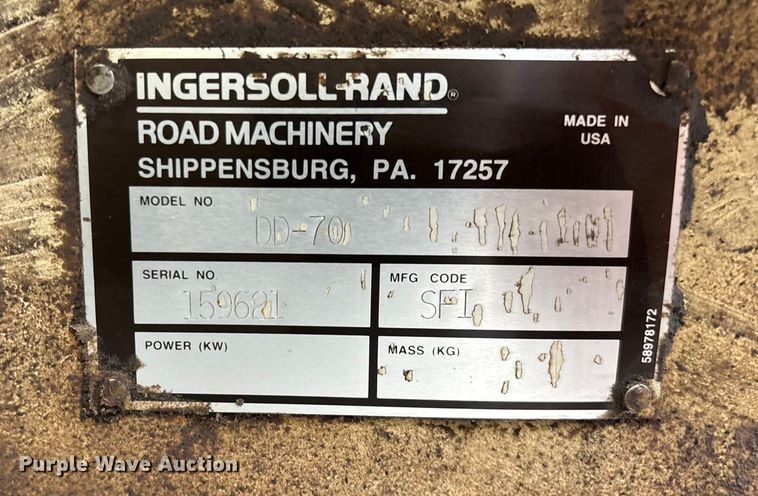 INGERSOLL-RAND®
ROAD MACHINERY
MADE IN
USA
SHIPPENSBURG, PA. 17257
MODEL NO
DD-70
SERIAL NO
159621
MFG CODE
SFI
POWER (KW)
MASS (KG)
58978172
Purple Wave Auction